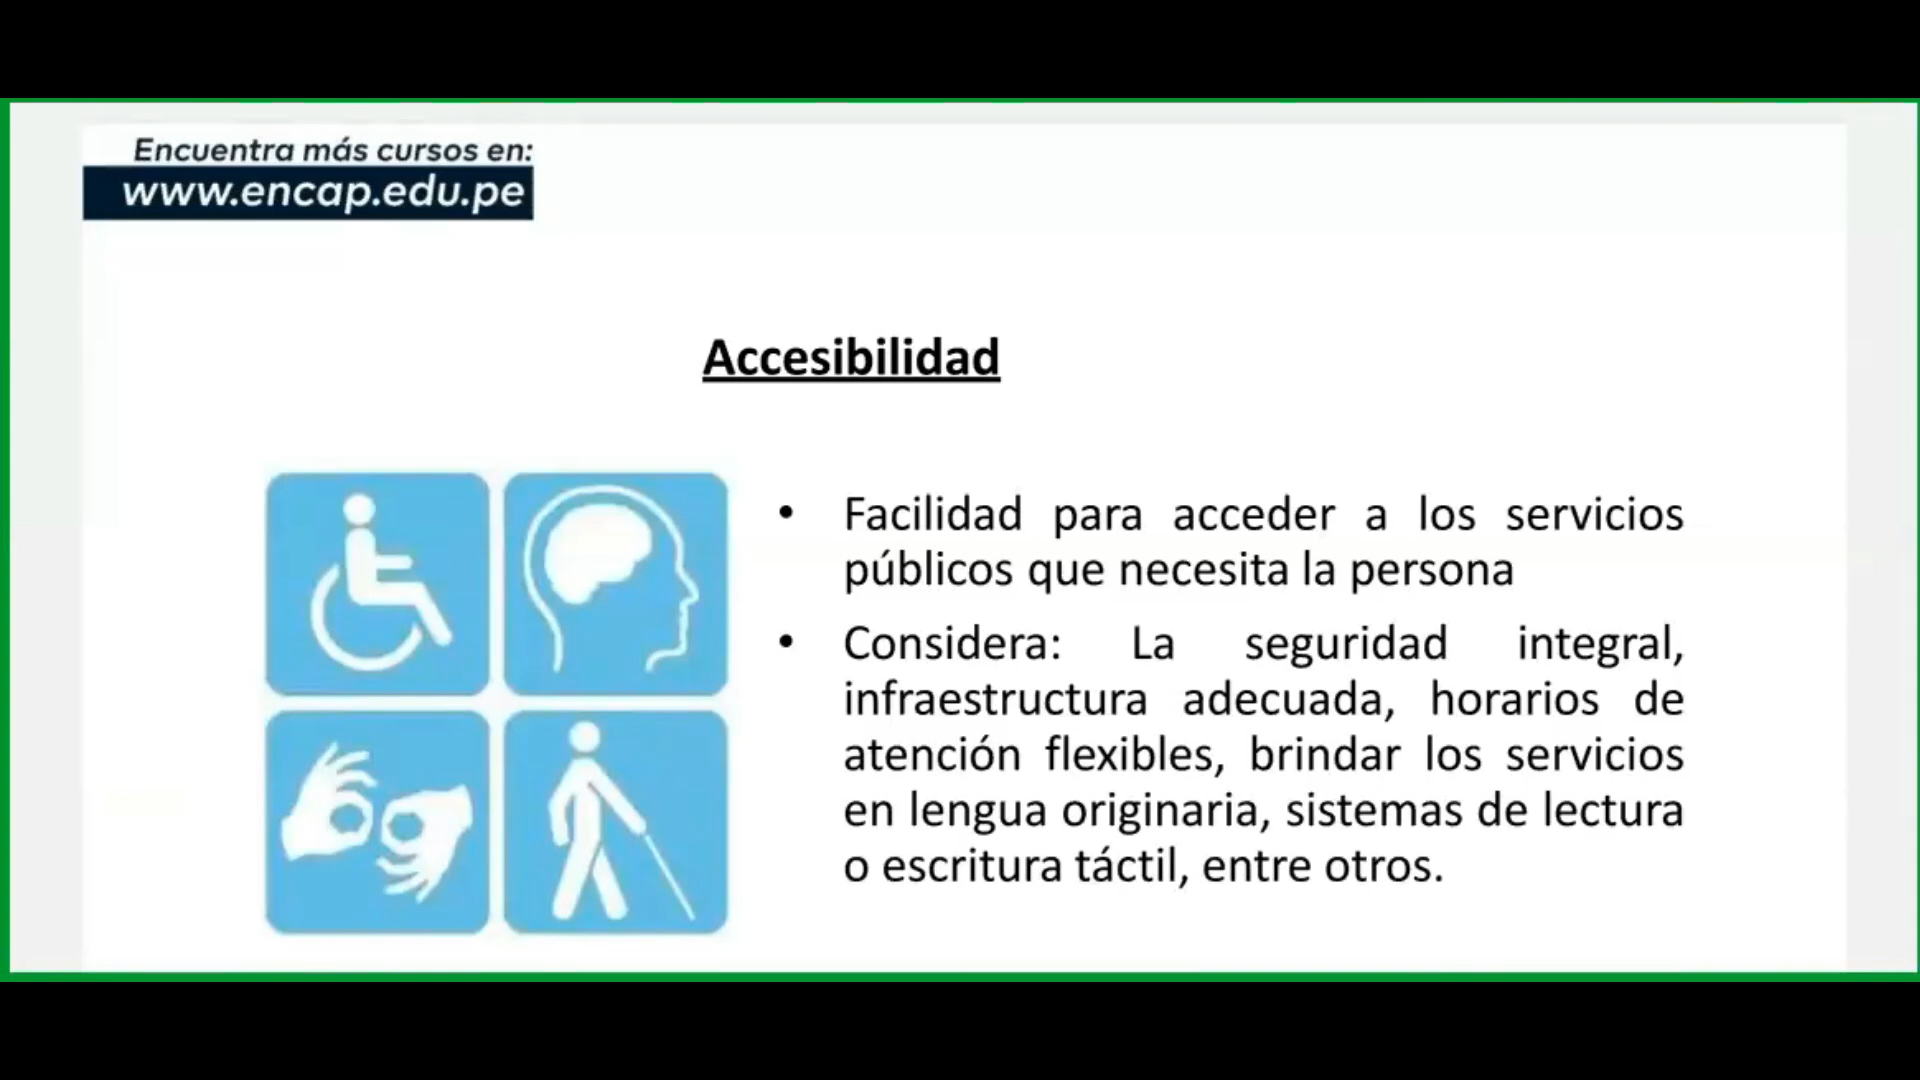 Encuentra más cursos en:
www.encap.edu.pe
Accesibilidad
• Facilidad para acceder a los servicios
públicos que necesita la persona
• Considera: La seguridad integral,
infraestructura adecuada, horarios de
atención flexibles, brindar los servicios
en lengua originaria, sistemas de lectura
o escritura táctil, entre otros.